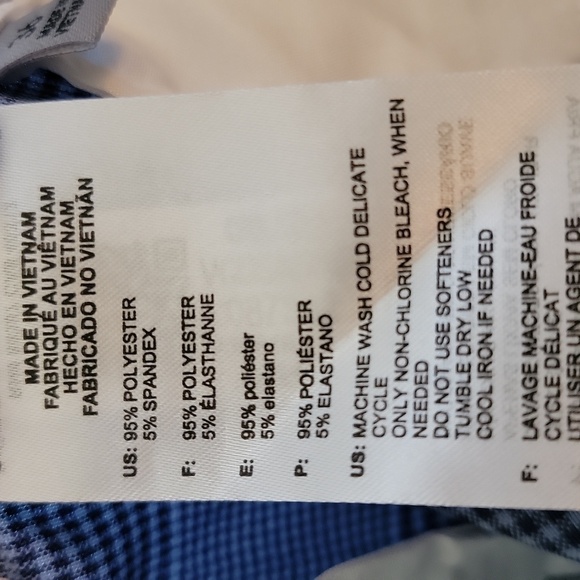 MADE IN VIETNAM
FABRIQUÉ AU VIÊTNAM
HECHO EN VIETNAM
FABRICADO NO VIETNÃN
US: 95% POLYESTER
5% SPANDEX
F: 95% POLYESTER
5% ÉLASTHANNE
E: 95% poliéster
5% elastano
P: 95% POLIÉSTER
5% ELASTANO
US: MACHINE WASH COLD DELICATE
CYCLE
ONLY NON-CHLORINE BLEACH, WHEN
NEEDED
DO NOT USE SOFTENERS
TUMBLE DRY LOW
COOL IRON IF NEEDED
F: LAVAGE MACHINE-EAU FROIDE
CYCLE DÉLICAT
UTILISER UN AGENT DE